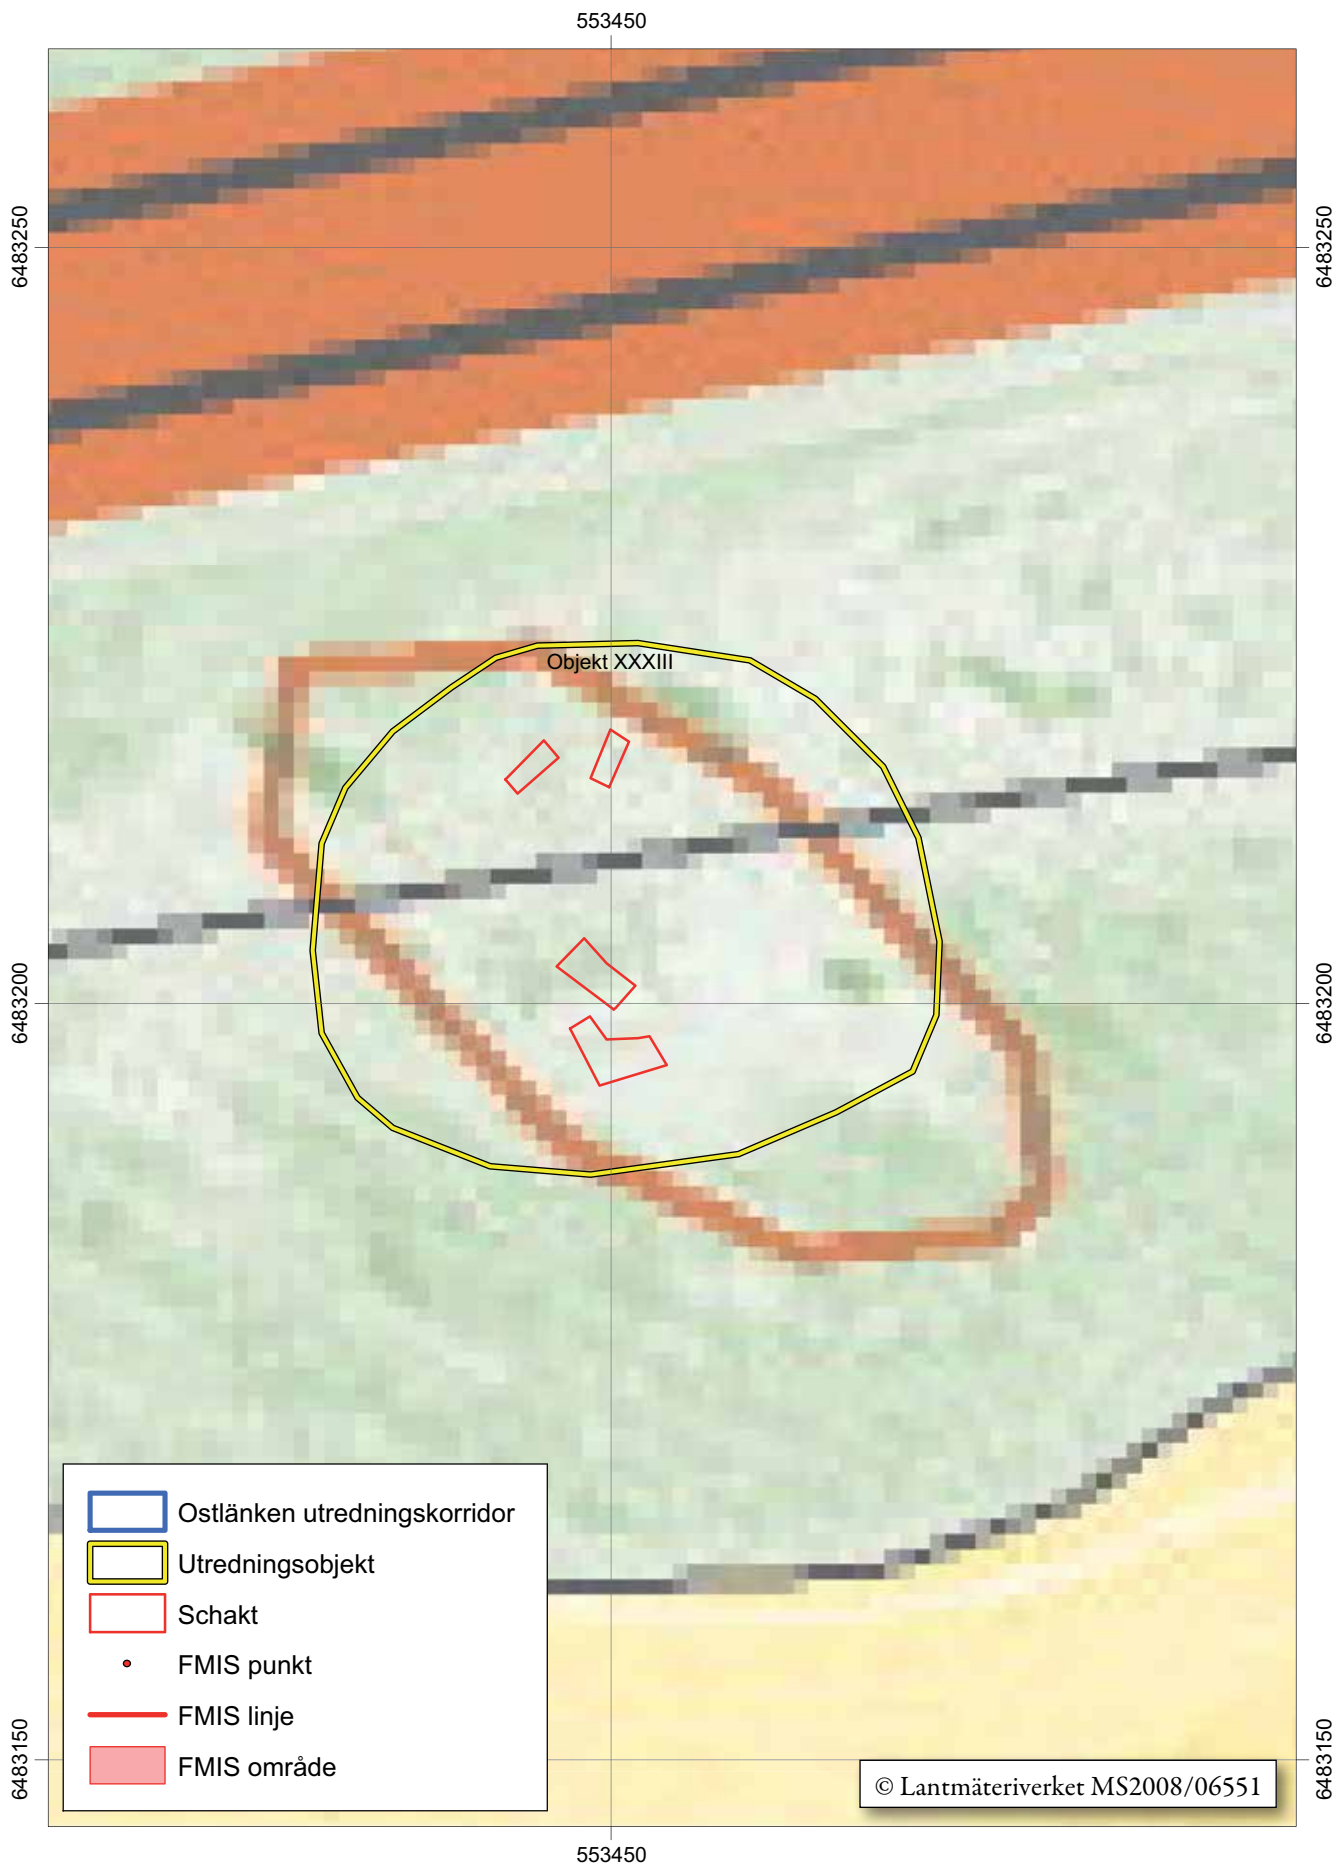 553450
6483250
6483250
Objekt XXXIII
6483200
6483200
Ostlänken utredningskorridor
Utredningsobjekt
Schakt
FMIS punkt
FMIS linje
FMIS område
6483150
6483150
© Lantmäteriverket MS2008/06551
553450